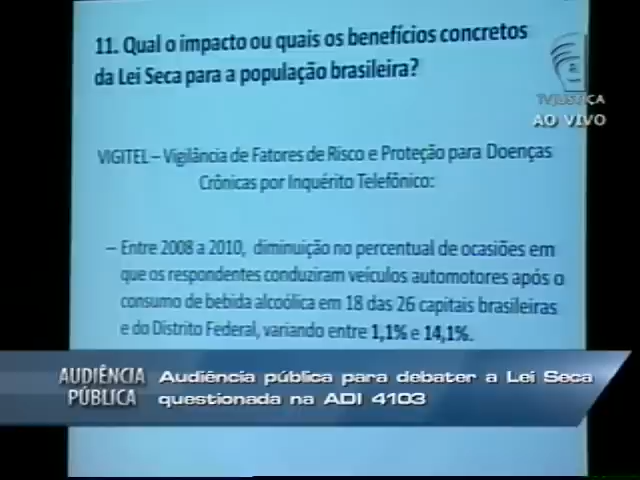 11. Qual o impacto ou quais os benefícios concretos
da Lei Seca para a população brasileira?
TV JUSTIÇA
AO VIVO
VIGITEL – Vigilância de Fatores de Risco e Proteção para Doenças
Crônicas por Inquérito Telefônico:
– Entre 2008 a 2010, diminuição no percentual de ocasiões em
que os respondentes conduziram veículos automotores após o
consumo de bebida alcoólica em 18 das 26 capitais brasileiras
e do Distrito Federal, variando entre 1,1% e 14,1%.
AUDIÊNCIA
PÚBLICA
Audiência pública para debater a Lei Seca
questionada na ADI 4103